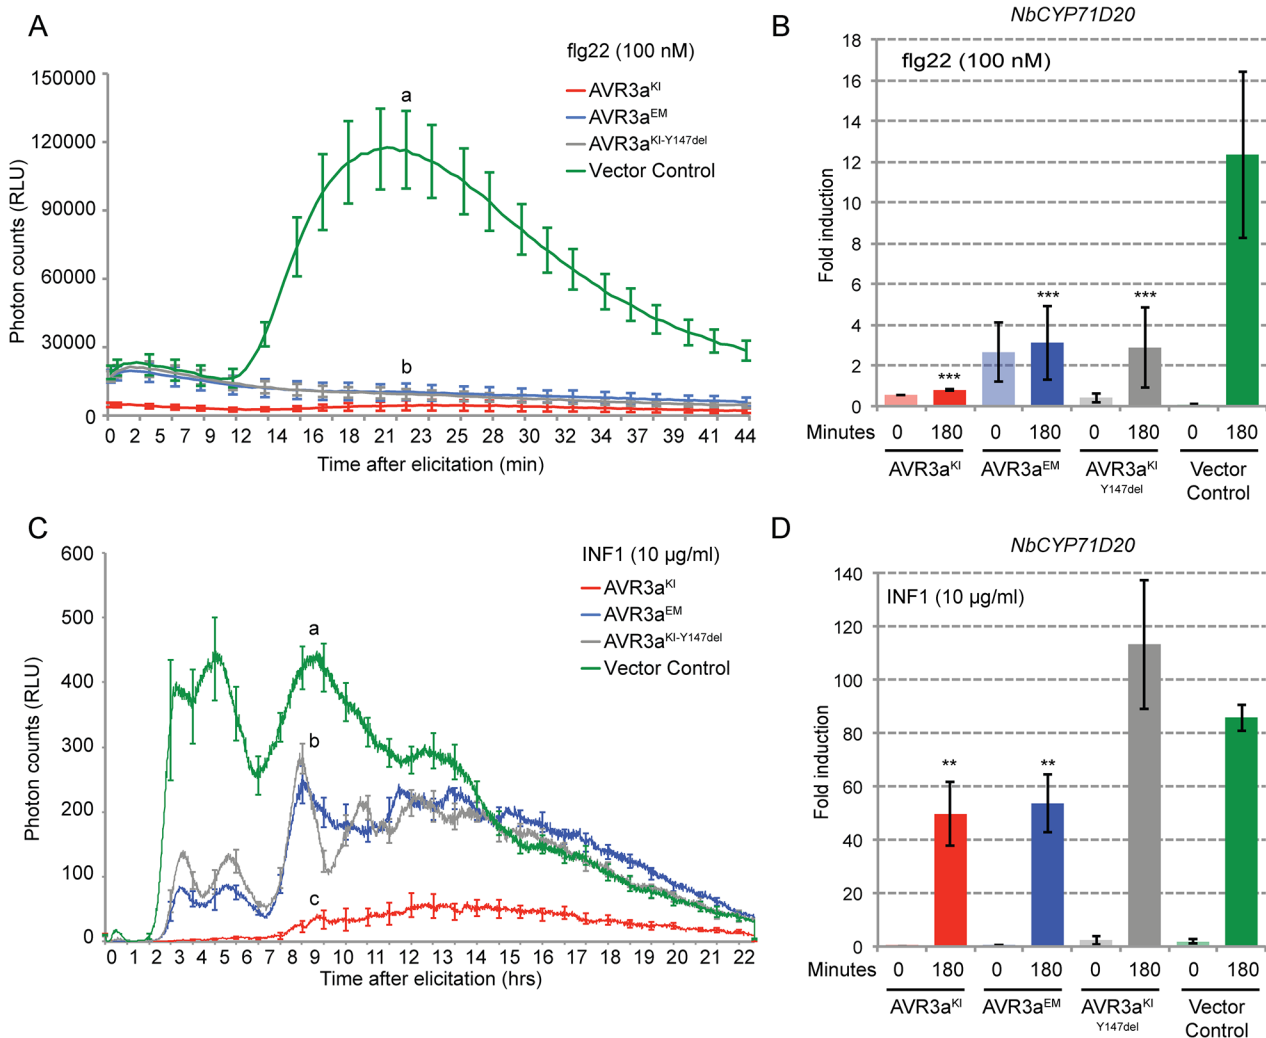 A
flg22 (100 nM)
AVR3aKI
AVR3aEM
AVR3aKI-Y147del
Vector Control
a
b
Photon counts (RLU)
150000
120000
90000
60000
30000
0
0 2 5 7 9 12 14 16 18 21 23 25 28 30 32 34 37 39 41 44
Time after elicitation (min)
B
NbCYP71D20
flg22 (100 nM)
Fold induction
18
16
14
12
10
8
6
4
2
0
*** *** ***
Minutes 0 180 0 180 0 180 0 180
AVR3aKI AVR3aEM AVR3aKI Vector
Y147del Control
C
INF1 (10 µg/ml)
AVR3aKI
AVR3aEM
AVR3aKI-Y147del
Vector Control
a
b
c
Photon counts (RLU)
600
500
400
300
200
100
0
0 1 2 3 4 5 6 7 8 9 10 11 12 13 14 15 16 17 18 19 20 21 22
Time after elicitation (hrs)
D
NbCYP71D20
INF1 (10 µg/ml)
Fold induction
140
120
100
80
60
40
20
0
** **
Minutes 0 180 0 180 0 180 0 180
AVR3aKI AVR3aEM AVR3aKI Vector
Y147del Control